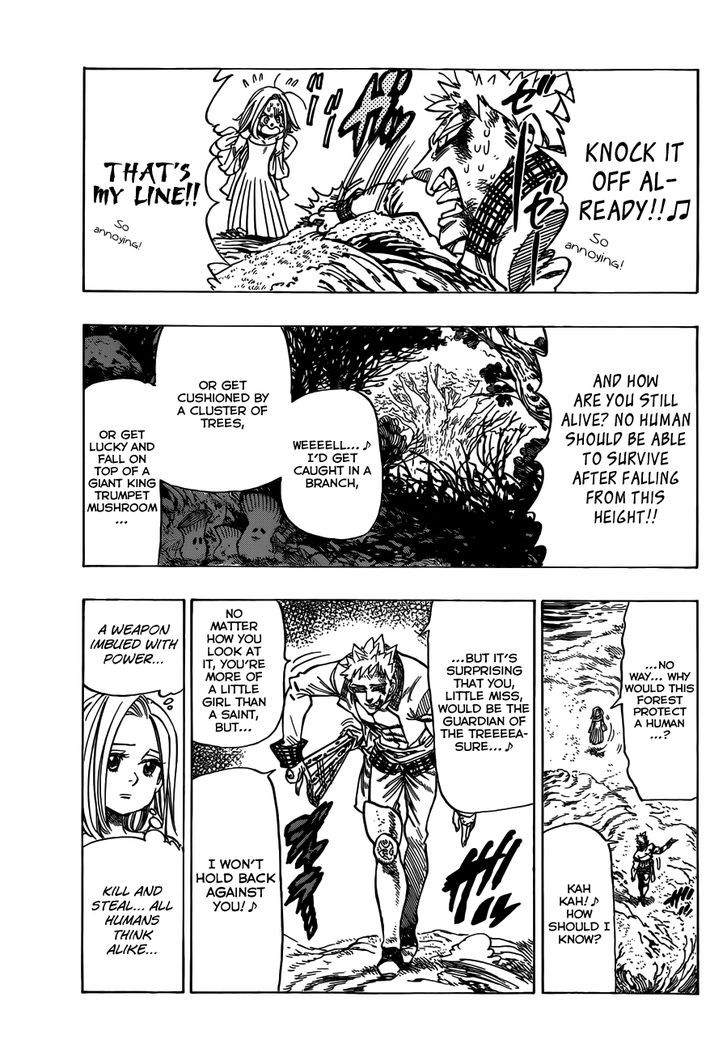 KNOCK IT
OFF AL-
READY!!♫
So
annoying!
ゼ
ゼ
THAT'S
MY LINE!!
So
annoying!
AND HOW
ARE YOU STILL
ALIVE? NO HUMAN
SHOULD BE ABLE
TO SURVIVE
AFTER FALLING
FROM THIS
HEIGHT!!
WEEEELL...♪
I'D GET
CAUGHT IN A
BRANCH,
OR GET
CUSHIONED BY
A CLUSTER OF
TREES,
OR GET
LUCKY AND
FALL ON
TOP OF A
GIANT KING
TRUMPET
MUSHROOM
...
...NO
WAY... WHY
WOULD THIS
FOREST
PROTECT
A HUMAN
...?
KAH
KAH!♪
HOW
SHOULD I
KNOW?
...BUT IT'S
SURPRISING
THAT YOU,
LITTLE MISS,
WOULD BE THE
GUARDIAN OF
THE TREEEEEA-
SURE...♪
NO
MATTER
HOW YOU
LOOK AT
IT, YOU'RE
MORE OF
A LITTLE
GIRL THAN
A SAINT,
BUT...
I WON'T
HOLD BACK
AGAINST
YOU!♪
A WEAPON
IMBUED WITH
POWER...
KILL AND
STEAL... ALL
HUMANS
THINK
ALIKE...